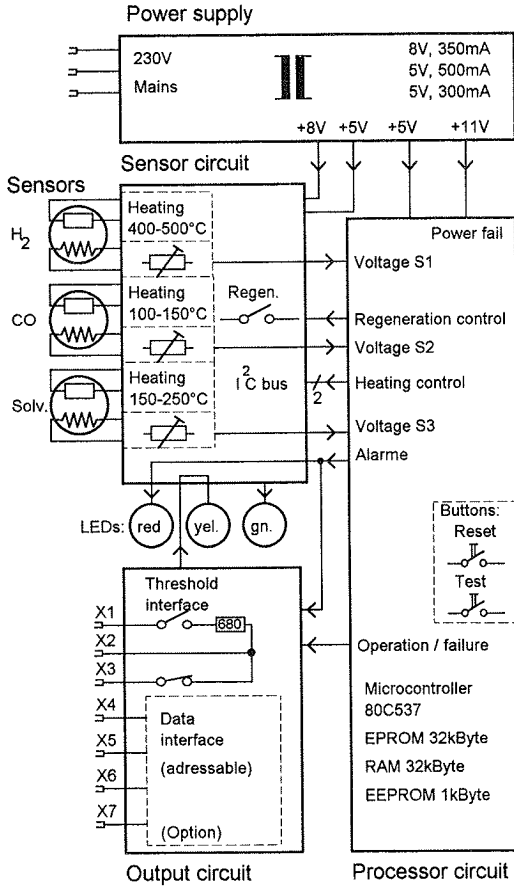 Power supply
230V
Mains
8V, 350mA
5V, 500mA
5V, 300mA
+8V +5V +5V +11V
Sensor circuit
Sensors
H2
Heating
400-500°C
CO
Heating
100-150°C
Solv.
Heating
150-250°C
Regen.
I2C bus
2
Power fail
Voltage S1
Regeneration control
Voltage S2
Heating control
Voltage S3
Alarme
LEDs: red yel. gn.
Buttons:
Reset
Test
Threshold
interface
680
X1
X2
X3
X4
X5
X6
X7
Data
interface
(adressable)
(Option)
Operation / failure
Microcontroller
80C537
EPROM 32kByte
RAM 32kByte
EEPROM 1kByte
Output circuit
Processor circuit